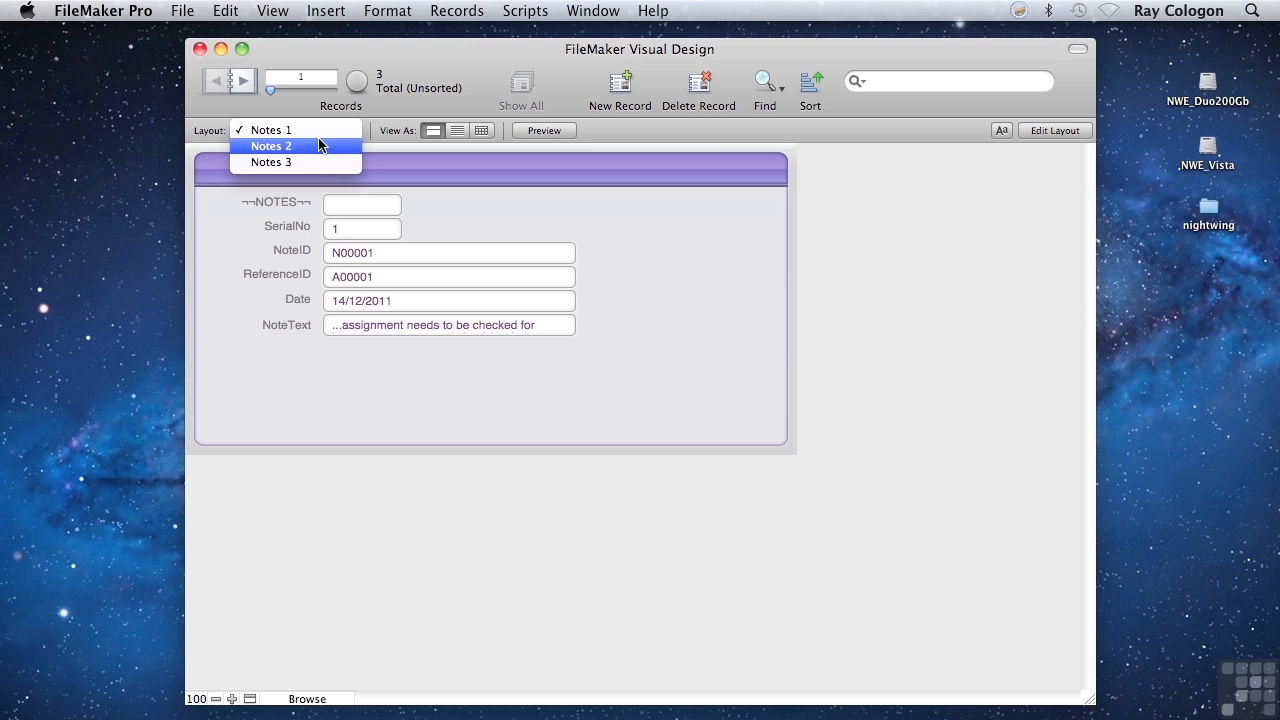 FileMaker Pro File Edit View Insert Format Records Scripts Window Help Ray Cologon
FileMaker Visual Design
1
3
Total (Unsorted)
Records Show All New Record Delete Record Find Sort
Layout: ✓ Notes 1 View As: Preview Aa Edit Layout
Notes 2
Notes 3
¬¬NOTES¬¬
SerialNo 1
NoteID N00001
ReferenceID A00001
Date 14/12/2011
NoteText ...assignment needs to be checked for
NWE_Duo200Gb
NWE_Vista
nightwing
100 Browse